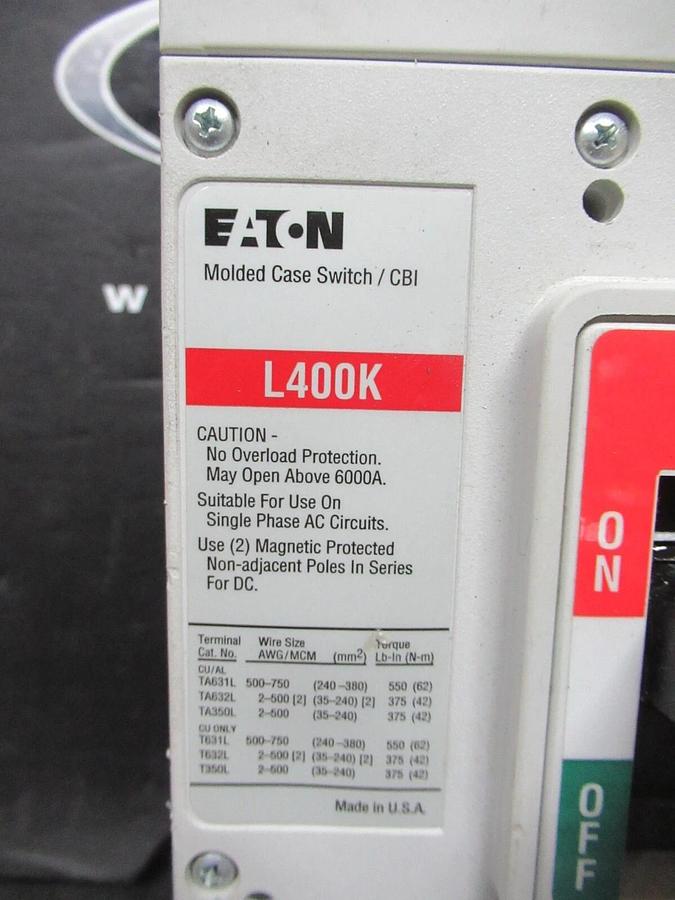 EATON
Molded Case Switch / CBI
L400K
CAUTION -
No Overload Protection.
May Open Above 6000A.
Suitable For Use On
Single Phase AC Circuits.
Use (2) Magnetic Protected
Non-adjacent Poles In Series
For DC.
Terminal Wire Size Torque
Cat. No. AWG/MCM (mm2) Lb-In (N-m)
CU/AL
TA631L 500-750 (240-380) 550 (62)
TA632L 2-500 [2] (35-240) [2] 375 (42)
TA350L 2-500 (35-240) 375 (42)
CU ONLY
T631L 500-750 (240-380) 550 (62)
T632L 2-500 [2] (35-240) [2] 375 (42)
T350L 2-500 (35-240) 375 (42)
Made in U.S.A.
ON
OFF
W